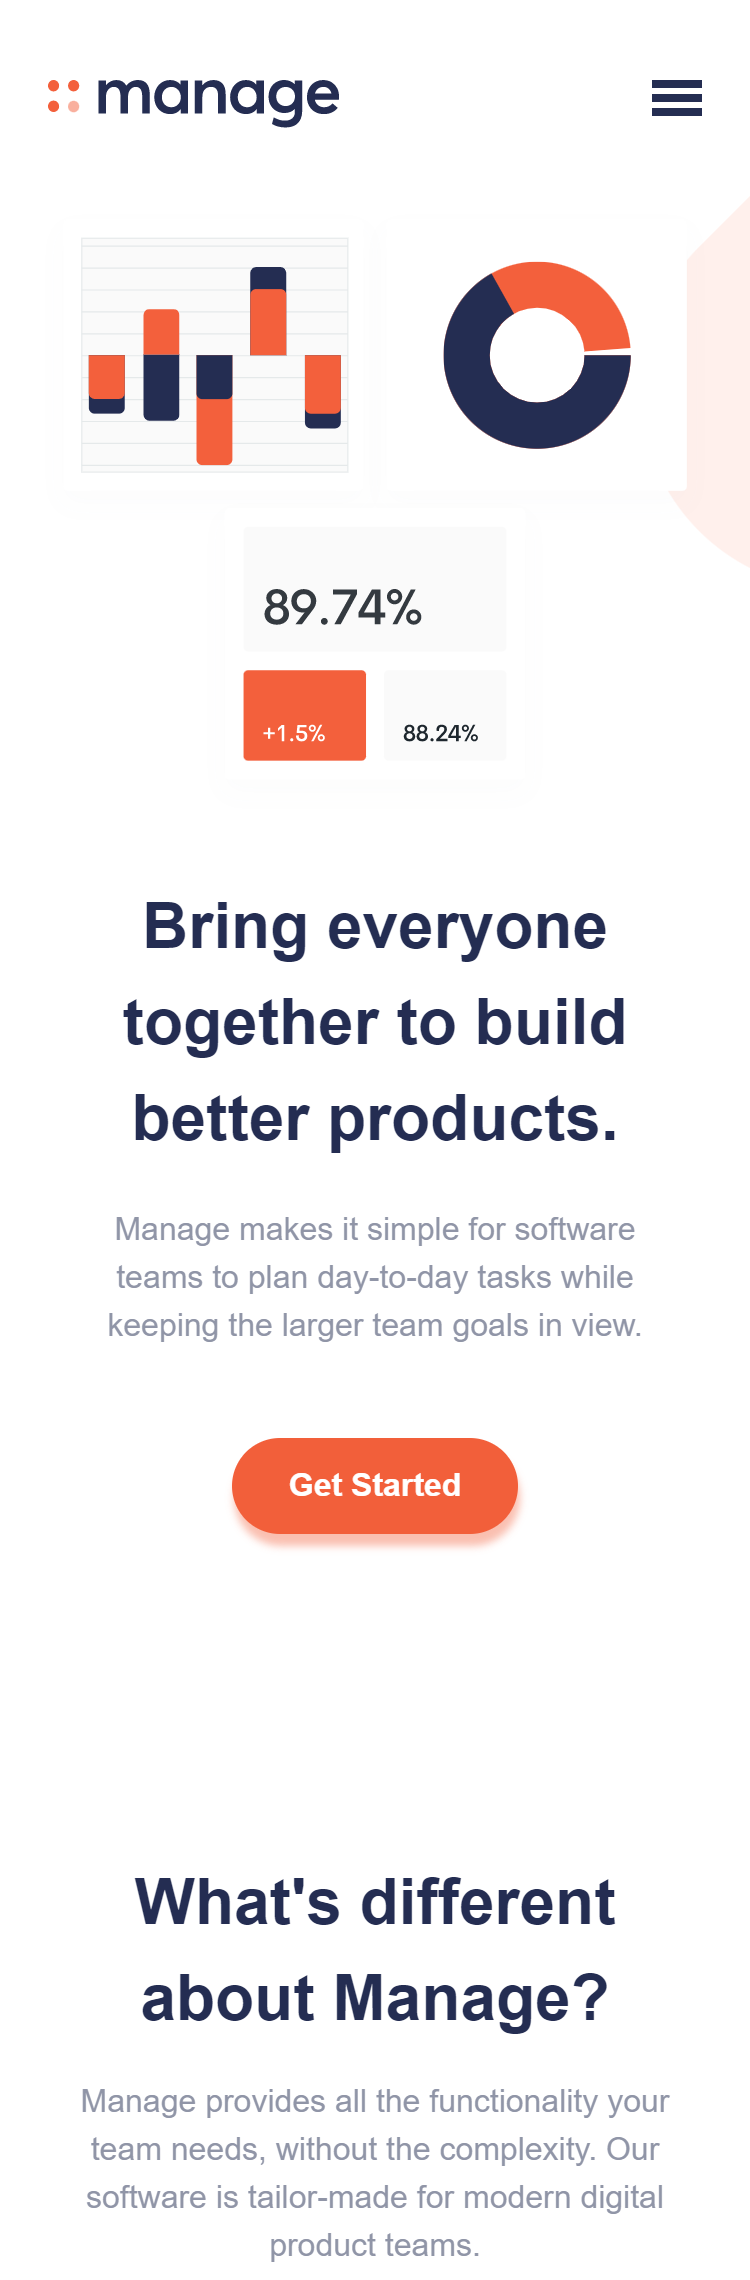 manage
89.74%
+1.5%
88.24%
Bring everyone
together to build
better products.
Manage makes it simple for software
teams to plan day-to-day tasks while
keeping the larger team goals in view.
Get Started
What's different
about Manage?
Manage provides all the functionality your
team needs, without the complexity. Our
software is tailor-made for modern digital
product teams.